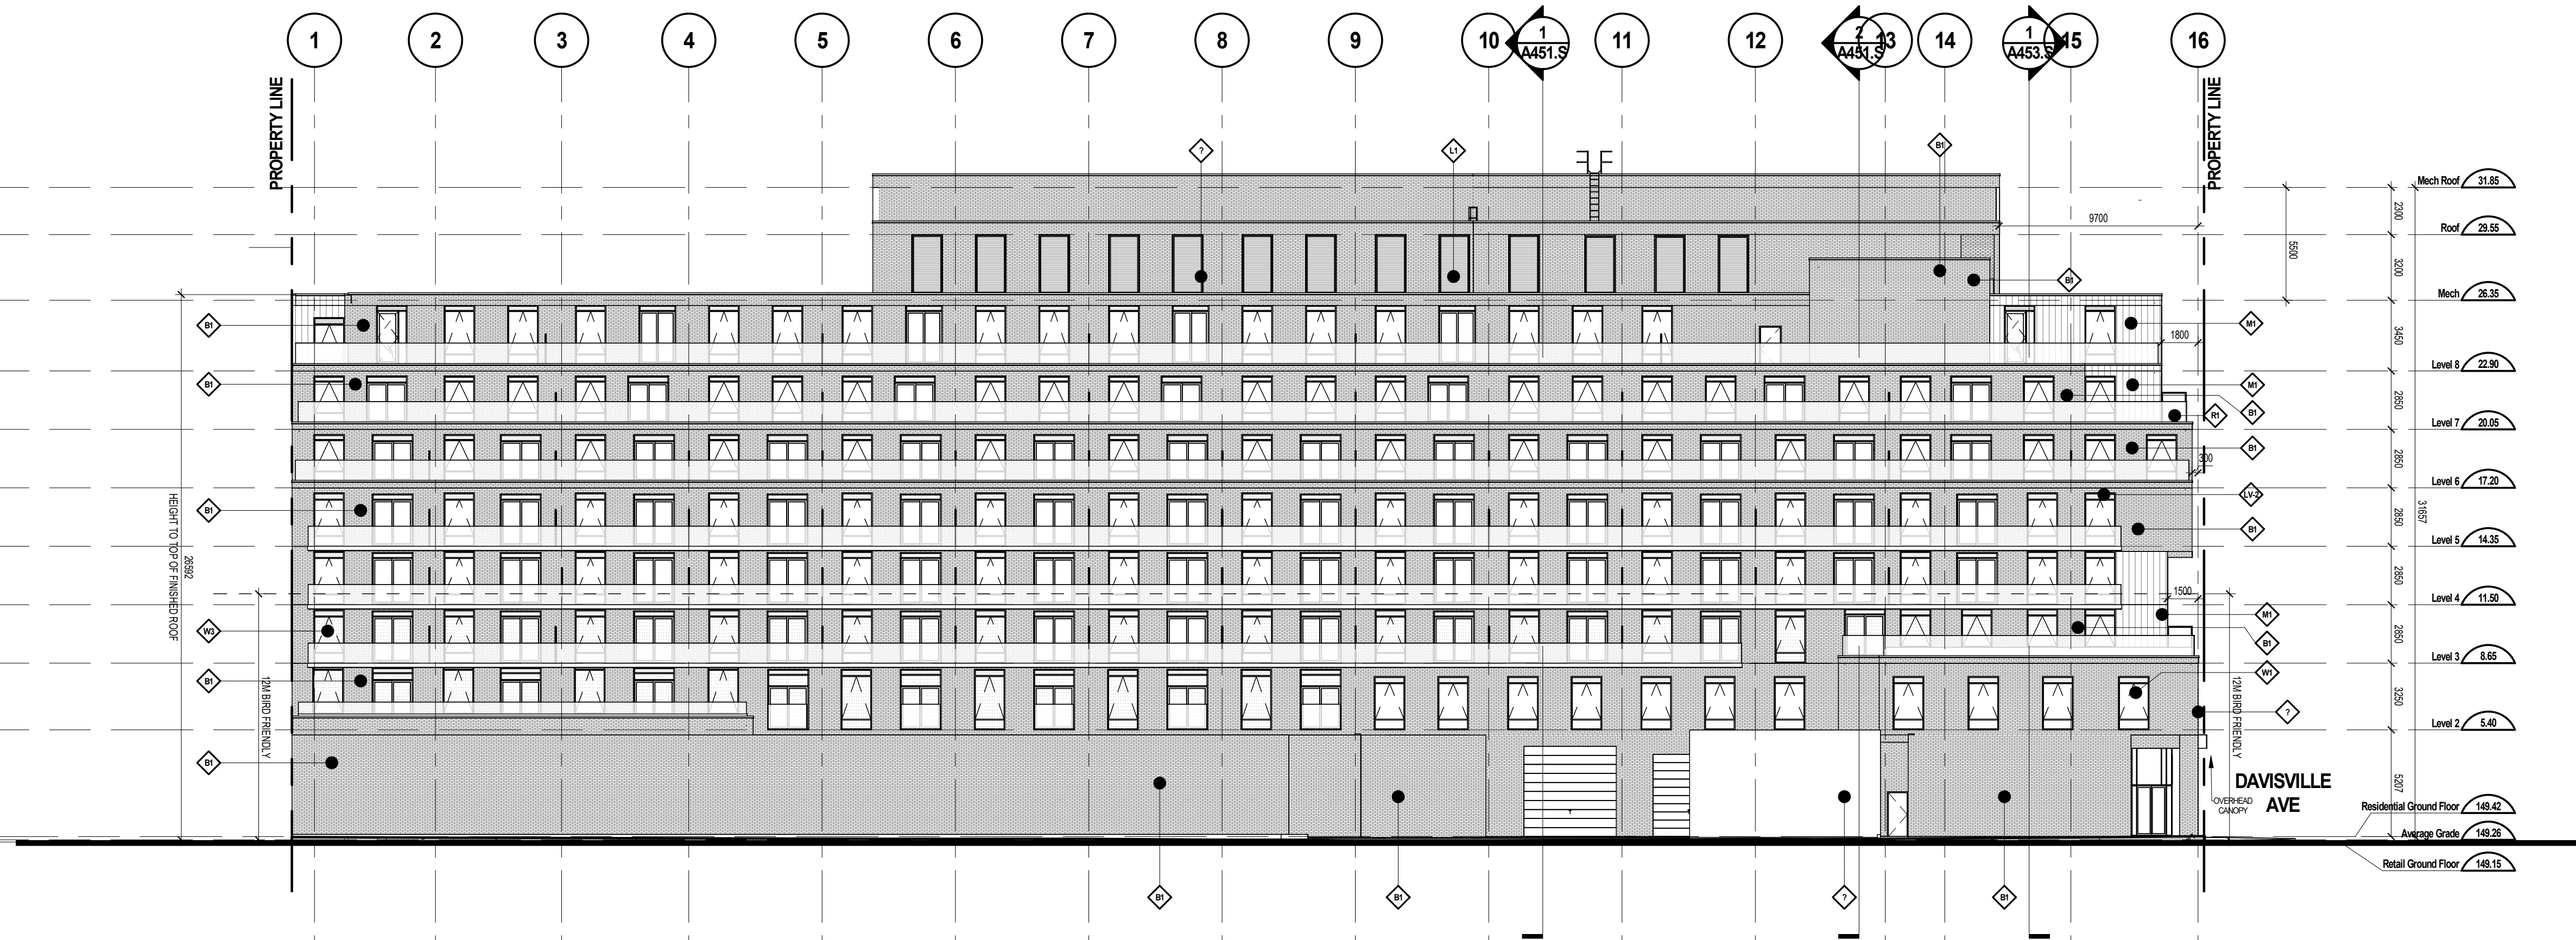 1 2 3 4 5 6 7 8 9 10 1 11 12 2 13 14 1 15 16
A451.S A451.S A453.S
PROPERTY LINE
PROPERTY LINE
? L1 B1
Mech Roof 31.85
2300
9700
Roof 29.55
5500
3200
B1
Mech 26.35
B1
M1
1800
3450
Level 8 22.90
B1
M1
2850
B1
R1
Level 7 20.05
B1
300
2850
Level 6 17.20
LV-2
B1
31657
2850
B1
Level 5 14.35
HEIGHT TO TOP OF FINISHED ROOF
26592
2850
1500
Level 4 11.50
M1
W3
B1
2850
Level 3 8.65
W1
B1
12M BIRD FRIENDLY
12M BIRD FRIENDLY
3250
?
Level 2 5.40
B1
DAVISVILLE
AVE
OVERHEAD
CANOPY
5207
Residential Ground Floor 149.42
Average Grade 149.26
Retail Ground Floor 149.15
B1 B1 ? B1